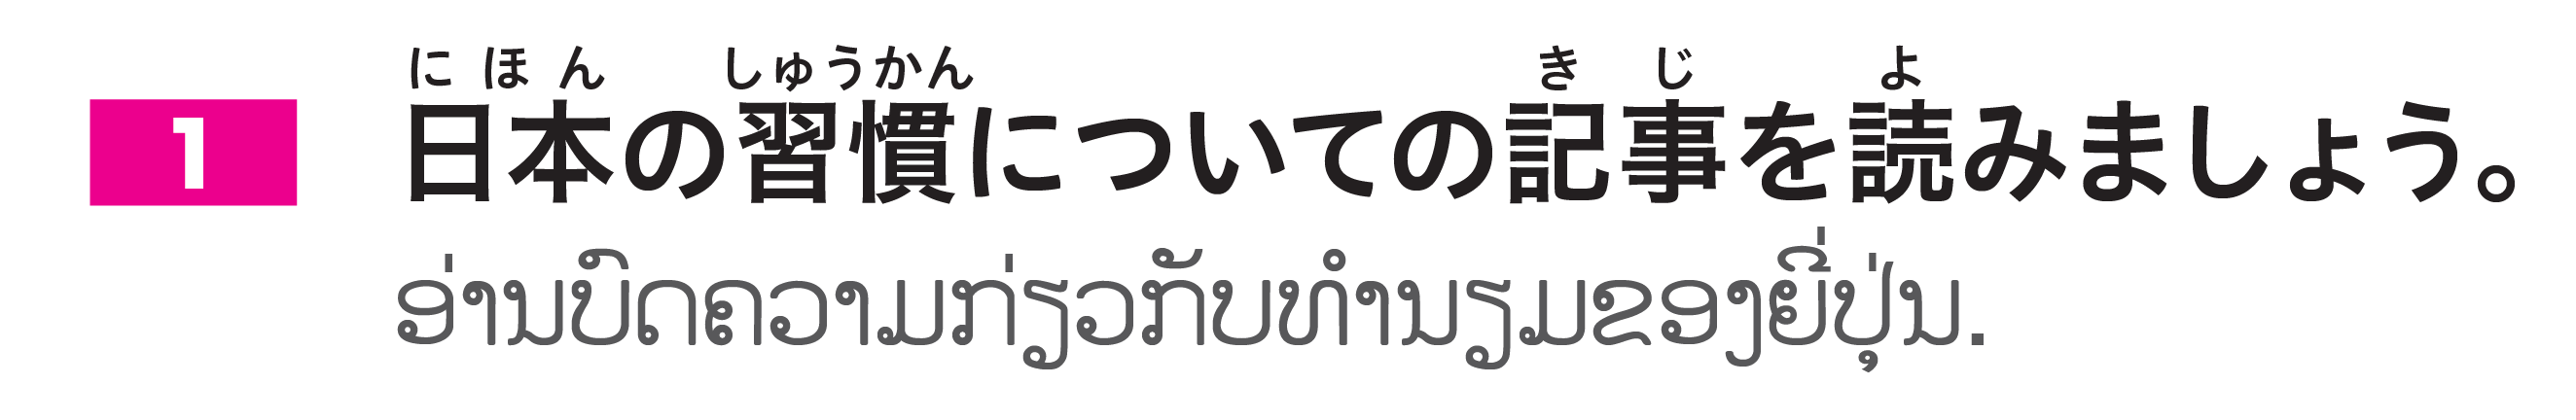 にほん しゅうかん きじ よ
1 日本の習慣についての記事を読みましょう。
ອ່ານບົດຄວາມກ່ຽວກັບທຳນຽມຂອງຍີ່ປຸ່ນ.